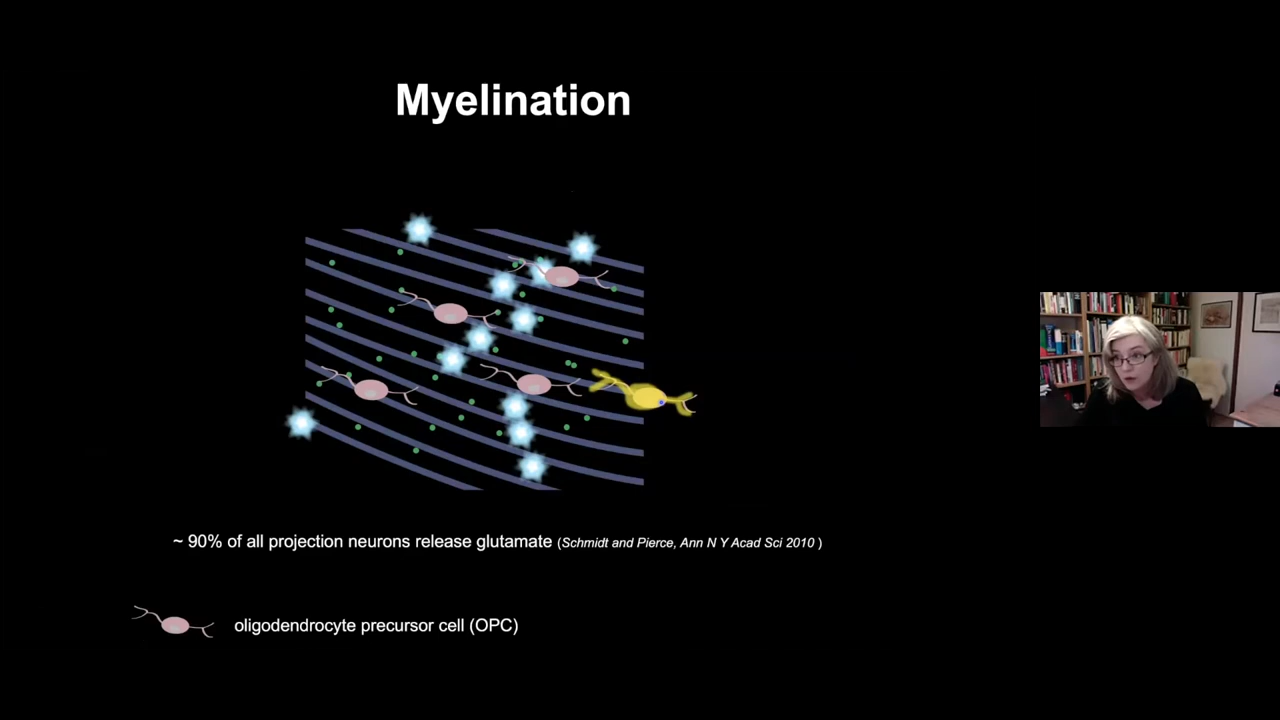 Myelination
~ 90% of all projection neurons release glutamate (Schmidt and Pierce, Ann N Y Acad Sci 2010 )
oligodendrocyte precursor cell (OPC)